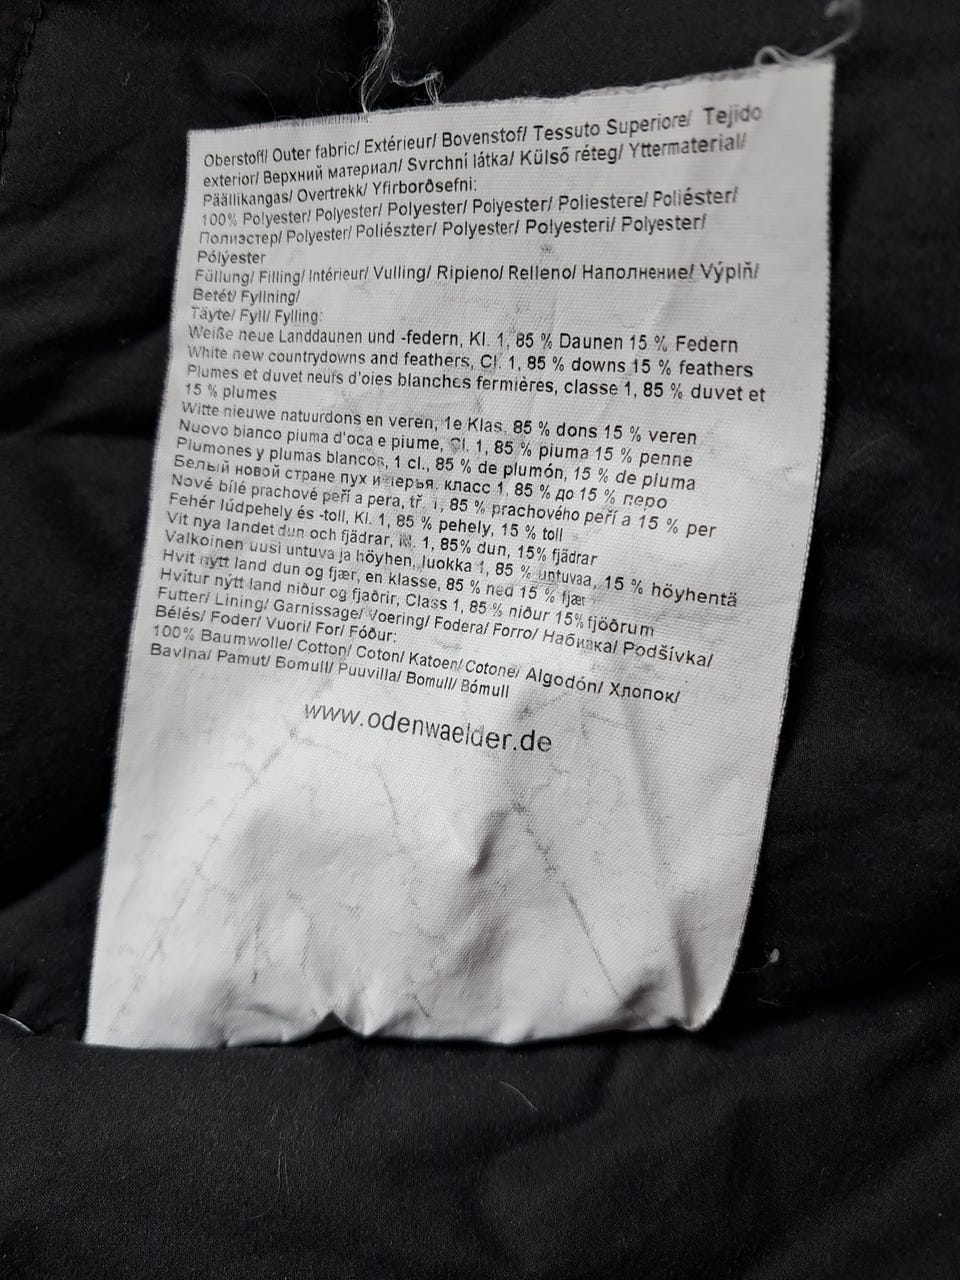 Oberstoff/ Outer fabric/ Extérieur/ Bovenstof/ Tessuto Superiore/ Tejido
exterior/ Верхний материал/ Svrchní látka/ Külső réteg/ Yttermaterial/
Päällikangas/ Overtrekk/ Yfirborðsefni:
100% Polyester/ Polyester/ Polyester/ Polyester/ Poliestere/ Poliéster/
Полиэстер/ Polyester/ Poliészter/ Polyester/ Polyesteri/ Polyester/
Pólýester
Füllung/ Filling/ Intérieur/ Vulling/ Ripieno/ Relleno/ Наполнение/ Výplň/
Betét/ Fyllning/
Täyte/ Fyll/ Fylling:
Weiße neue Landdaunen und -federn, Kl. 1, 85 % Daunen 15 % Federn
White new countrydowns and feathers, Cl. 1, 85 % downs 15 % feathers
Plumes et duvet neufs d'oies blanches fermières, classe 1, 85 % duvet et
15 % plumes
Witte nieuwe natuurdons en veren, 1e Klas, 85 % dons 15 % veren
Nuovo bianco piuma d'oca e piume, Cl. 1, 85 % piuma 15 % penne
Plumones y plumas blancos, 1 cl., 85 % de plumón, 15 % de pluma
Белый новой стране пух и перья, класс 1, 85 % до 15 % перо
Nové bílé prachové peří a pera, tř. 1, 85 % prachového peří a 15 % per
Fehér lúdpehely és -toll, Kl. 1, 85 % pehely, 15 % toll
Vit nya landet dun och fjädrar, kl. 1, 85% dun, 15% fjädrar
Valkoinen uusi untuva ja höyhen, luokka 1, 85 % untuvaa, 15 % höyhentä
Hvit nytt land dun og fjær, en klasse, 85 % ned 15 % fjær
Hvítur nýtt land niður og fjaðrir, Class 1, 85 % niður 15% fjöðrum
Futter/ Lining/ Garnissage/ Voering/ Fodera/ Forro/ Набивка/ Podšívka/
Bélés/ Foder/ Vuori/ For/ Fóður:
100% Baumwolle/ Cotton/ Coton/ Katoen/ Cotone/ Algodón/ Хлопок/
Bavlna/ Pamut/ Bomull/ Puuvilla/ Bomull/ Bómull
www.odenwaelder.de